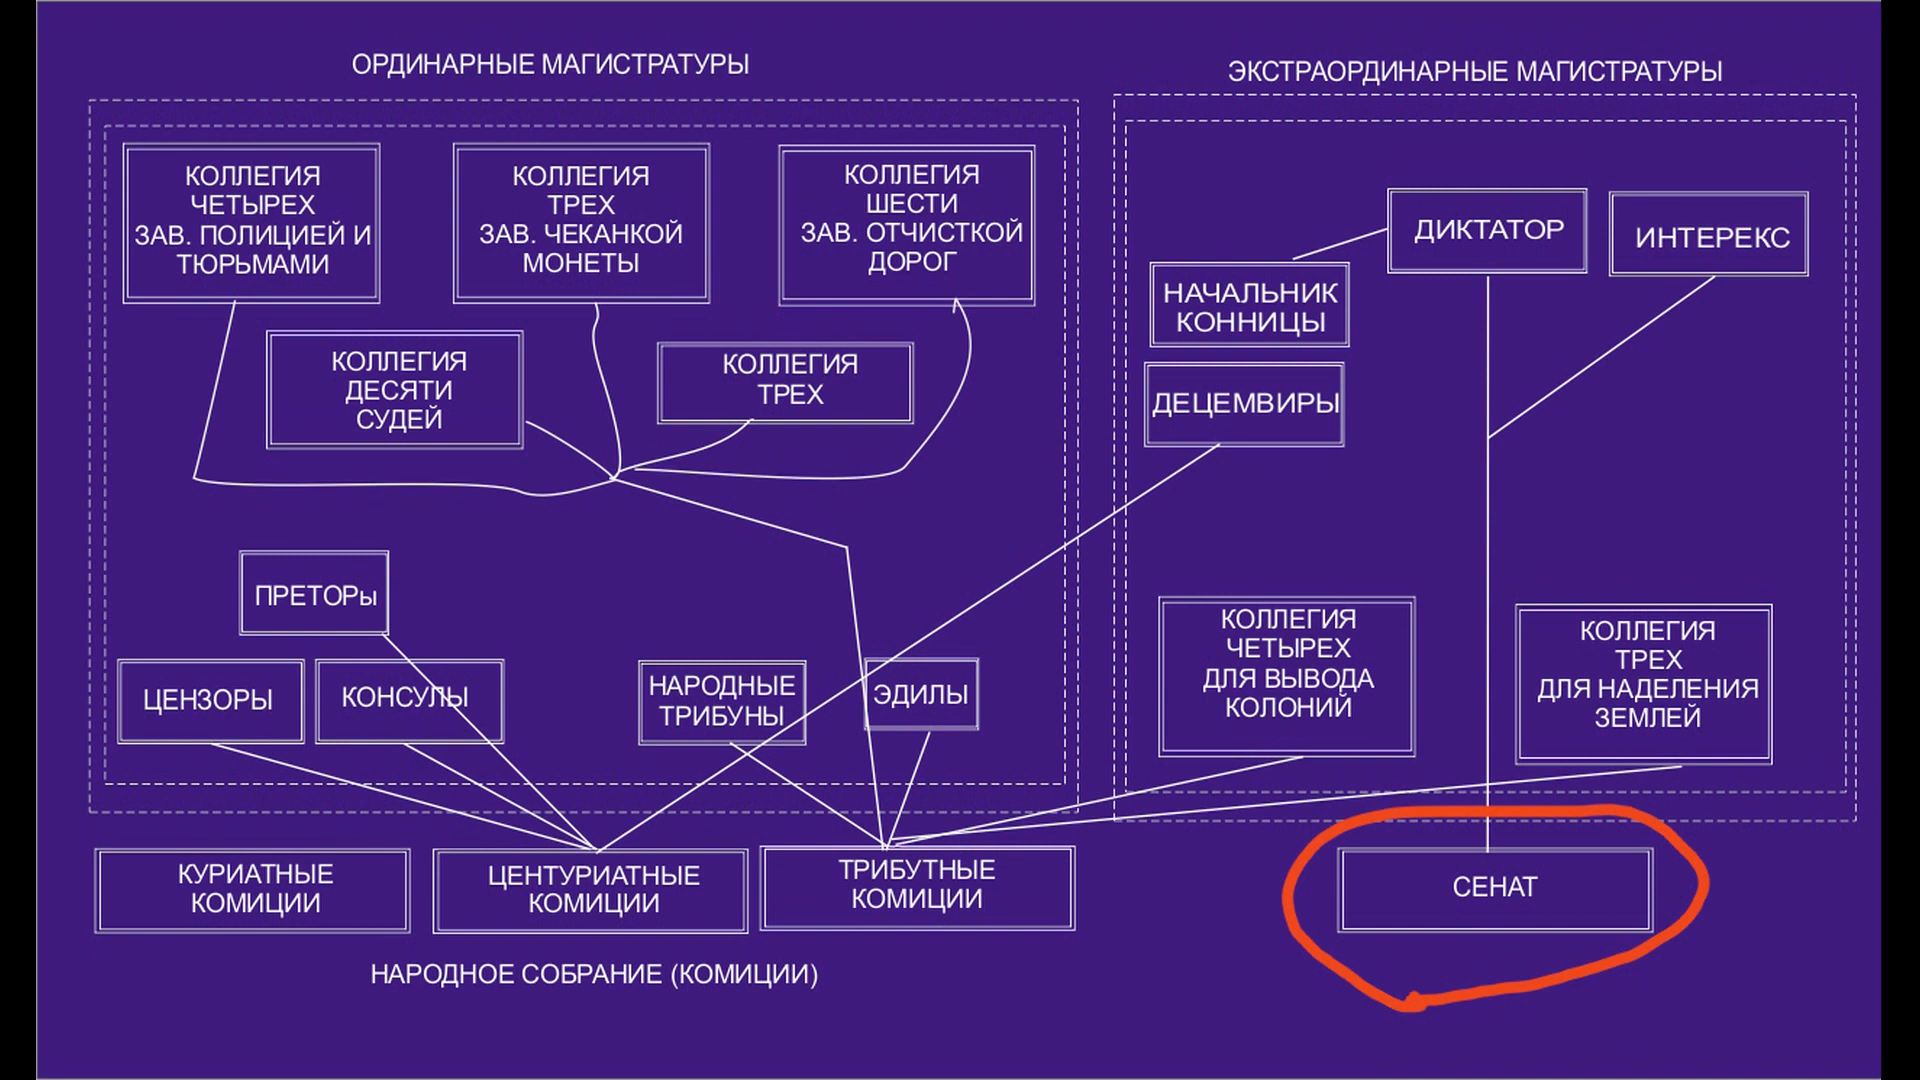 ОРДИНАРНЫЕ МАГИСТРАТУРЫ
ЭКСТРАОРДИНАРНЫЕ МАГИСТРАТУРЫ
КОЛЛЕГИЯ
ЧЕТЫРЕХ
ЗАВ. ПОЛИЦИЕЙ И
ТЮРЬМАМИ
КОЛЛЕГИЯ
ТРЕХ
ЗАВ. ЧЕКАНКОЙ
МОНЕТЫ
КОЛЛЕГИЯ
ШЕСТИ
ЗАВ. ОТЧИСТКОЙ
ДОРОГ
КОЛЛЕГИЯ
ДЕСЯТИ
СУДЕЙ
КОЛЛЕГИЯ
ТРЕХ
ДИКТАТОР
ИНТЕРЕКС
НАЧАЛЬНИК
КОННИЦЫ
ДЕЦЕМВИРЫ
ПРЕТОРы
ЦЕНЗОРЫ
КОНСУЛЫ
НАРОДНЫЕ
ТРИБУНЫ
ЭДИЛЫ
КОЛЛЕГИЯ
ЧЕТЫРЕХ
ДЛЯ ВЫВОДА
КОЛОНИЙ
КОЛЛЕГИЯ
ТРЕХ
ДЛЯ НАДЕЛЕНИЯ
ЗЕМЛЕЙ
КУРИАТНЫЕ
КОМИЦИИ
ЦЕНТУРИАТНЫЕ
КОМИЦИИ
ТРИБУТНЫЕ
КОМИЦИИ
СЕНАТ
НАРОДНОЕ СОБРАНИЕ (КОМИЦИИ)